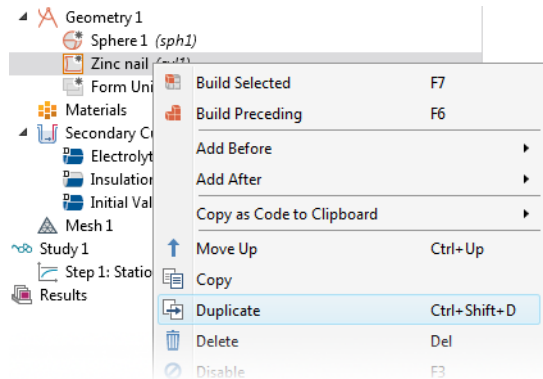 Geometry 1
Sphere 1 (sph1)
Zinc nail (cyl1)
Form Uni
Materials
Secondary Cu
Electrolyt
Insulation
Initial Val
Mesh 1
Study 1
Step 1: Statio
Results
Build Selected F7
Build Preceding F6
Add Before
Add After
Copy as Code to Clipboard
Move Up Ctrl+Up
Copy
Duplicate Ctrl+Shift+D
Delete Del
Disable F3